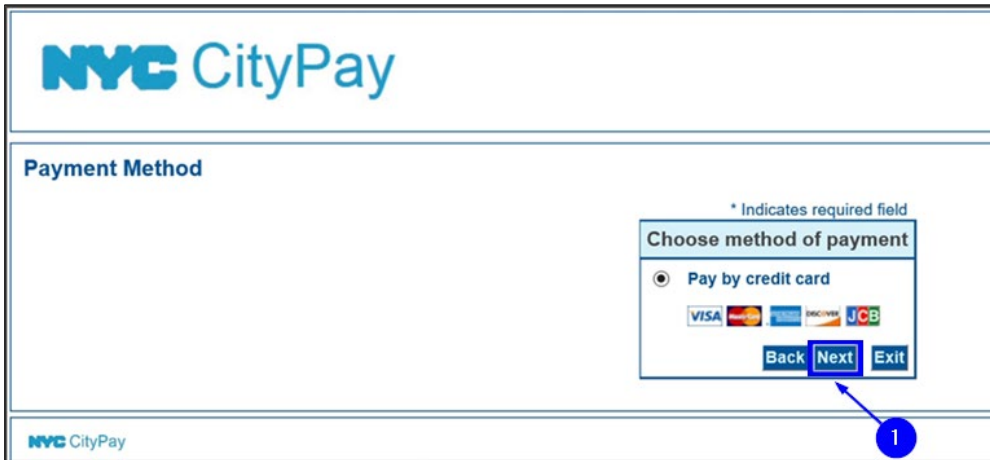 NYC CityPay
Payment Method
* Indicates required field
Choose method of payment
Pay by credit card
VISA MasterCard DISCOVER JCB
Back Next Exit
1
NYC CityPay